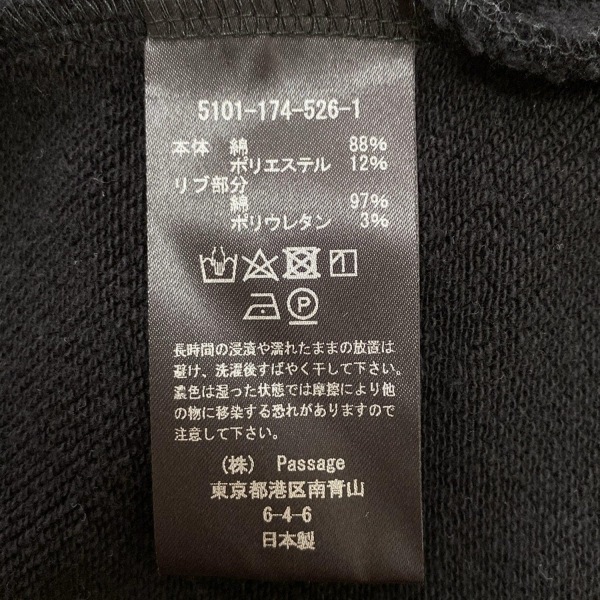 5101-174-526-1
本体 綿 88%
ポリエステル 12%
リブ部分
綿 97%
ポリウレタン 3%
P
長時間の浸漬や濡れたままの放置は
避け、洗濯後すばやく干して下さい。
濃色は湿った状態では摩擦により他
の物に移染する恐れがありますので
注意して下さい。
(株) Passage
東京都港区南青山
6-4-6
日本製